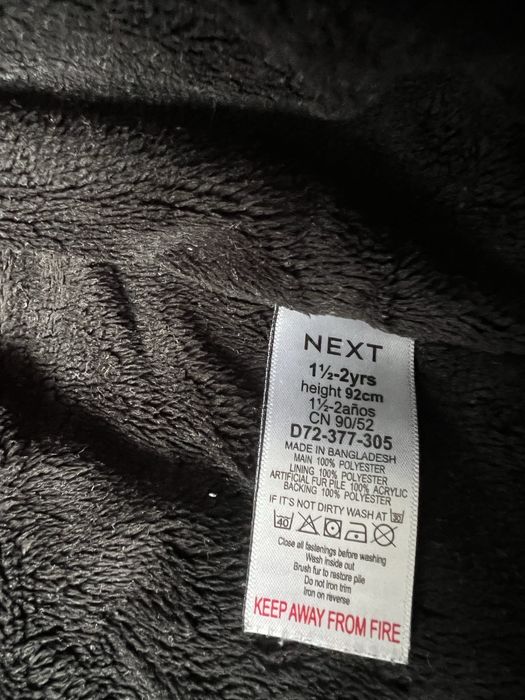 NEXT
1½-2yrs
height 92cm
1½-2años
CN 90/52
D72-377-305
MADE IN BANGLADESH
MAIN 100% POLYESTER
LINING 100% POLYESTER
ARTIFICIAL FUR PILE 100% ACRYLIC
BACKING 100% POLYESTER
IF IT'S NOT DIRTY WASH AT 30
40
Close all fastenings before washing
Wash inside out
Brush fur to restore pile
Do not iron trim
Iron on reverse
KEEP AWAY FROM FIRE